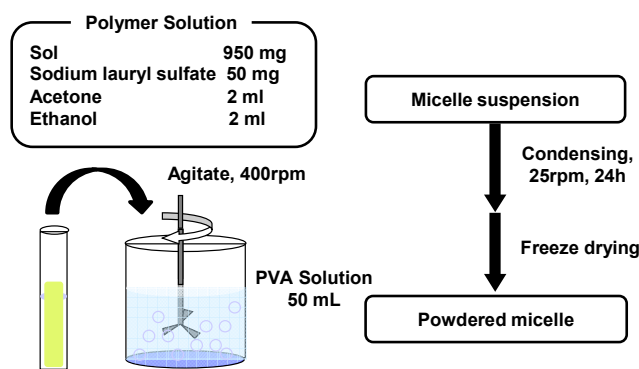 Polymer Solution
Sol 950 mg
Sodium lauryl sulfate 50 mg
Acetone 2 ml
Ethanol 2 ml
Agitate, 400rpm
PVA Solution
50 mL
Micelle suspension
Condensing,
25rpm, 24h
Freeze drying
Powdered micelle